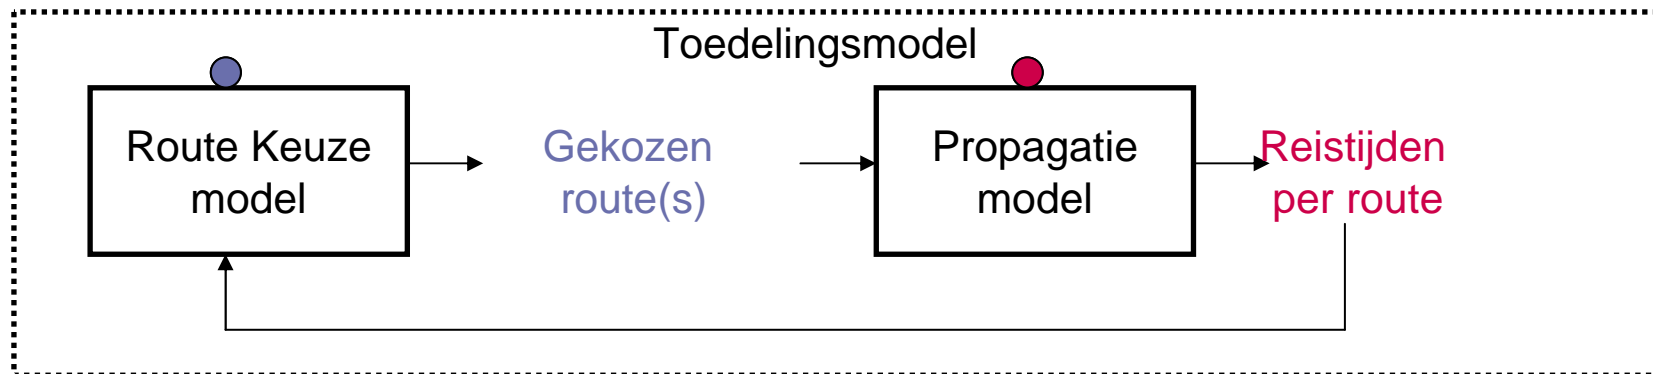 Toedelingsmodel
Route Keuze
model
Gekozen
route(s)
Propagatie
model
Reistijden
per route